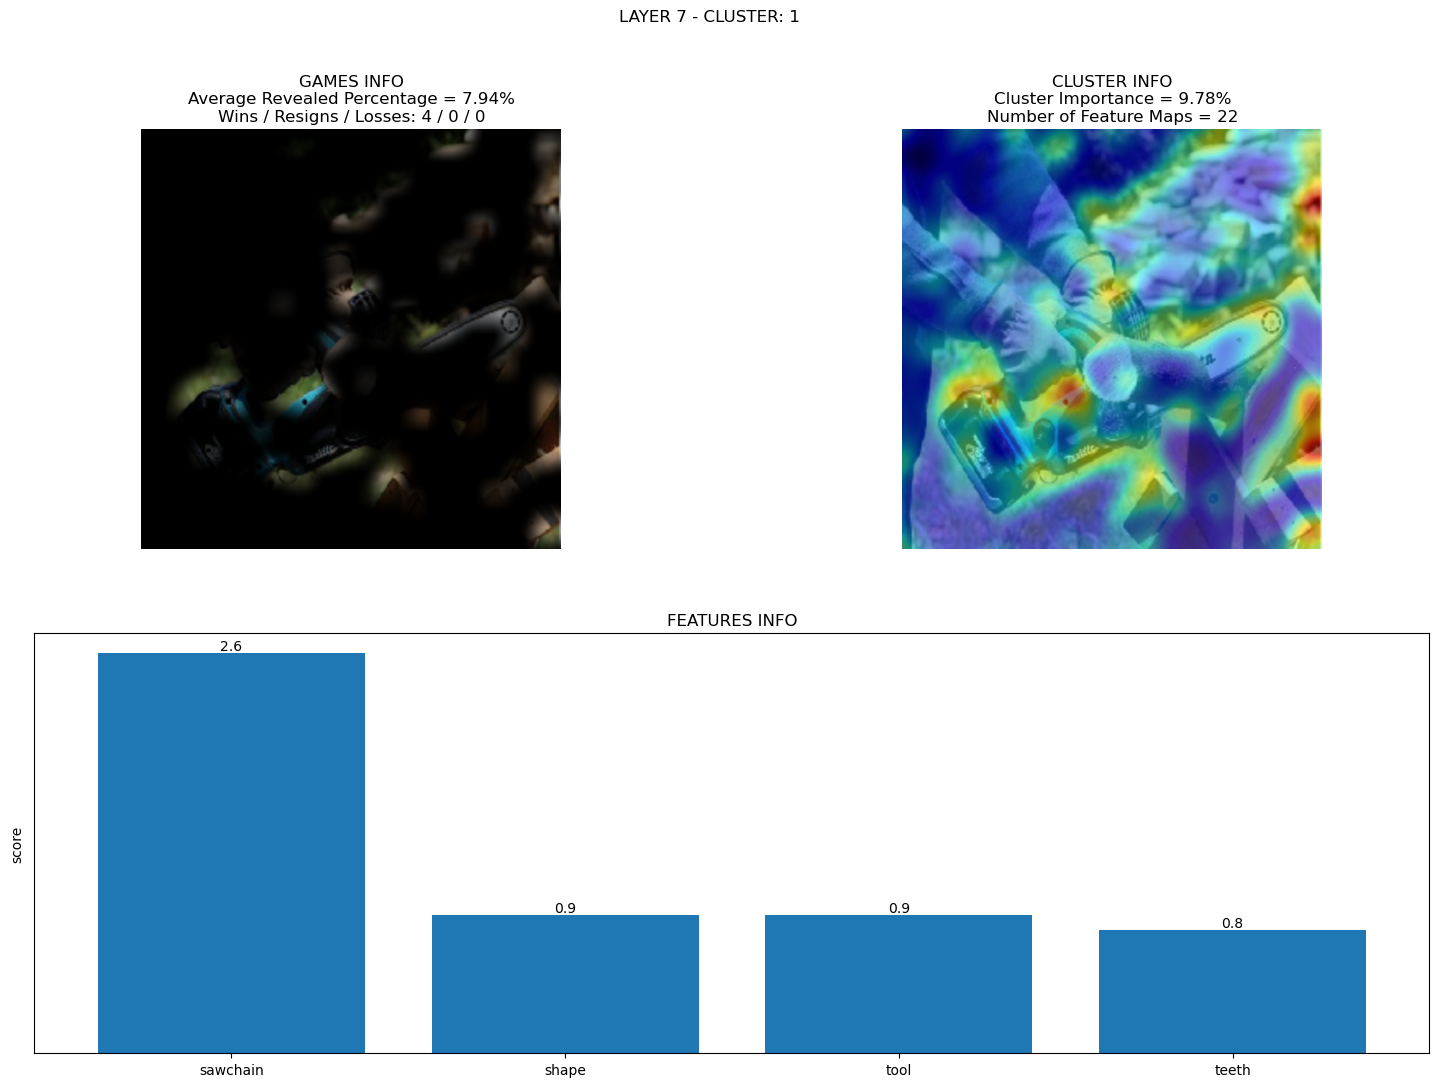 LAYER 7 - CLUSTER: 1
GAMES INFO
Average Revealed Percentage = 7.94%
Wins / Resigns / Losses: 4 / 0 / 0
CLUSTER INFO
Cluster Importance = 9.78%
Number of Feature Maps = 22
FEATURES INFO
score
2.6
0.9
0.9
0.8
sawchain
shape
tool
teeth